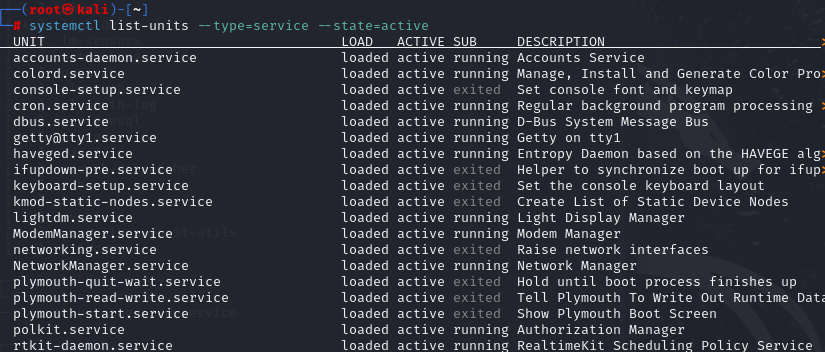 ┌──(root㉿kali)-[~]
└─# systemctl list-units --type=service --state=active
UNIT LOAD ACTIVE SUB DESCRIPTION >
accounts-daemon.service loaded active running Accounts Service
colord.service loaded active running Manage, Install and Generate Color Pro>
console-setup.service loaded active exited Set console font and keymap
cron.service loaded active running Regular background program processing >
dbus.service loaded active running D-Bus System Message Bus
getty@tty1.service loaded active running Getty on tty1
haveged.service loaded active running Entropy Daemon based on the HAVEGE alg>
ifupdown-pre.service loaded active exited Helper to synchronize boot up for ifup>
keyboard-setup.service loaded active exited Set the console keyboard layout
kmod-static-nodes.service loaded active exited Create List of Static Device Nodes
lightdm.service loaded active running Light Display Manager
ModemManager.service loaded active running Modem Manager
networking.service loaded active exited Raise network interfaces
NetworkManager.service loaded active running Network Manager
plymouth-quit-wait.service loaded active exited Hold until boot process finishes up
plymouth-read-write.service loaded active exited Tell Plymouth To Write Out Runtime Data
plymouth-start.service loaded active exited Show Plymouth Boot Screen
polkit.service loaded active running Authorization Manager
rtkit-daemon.service loaded active running RealtimeKit Scheduling Policy Service